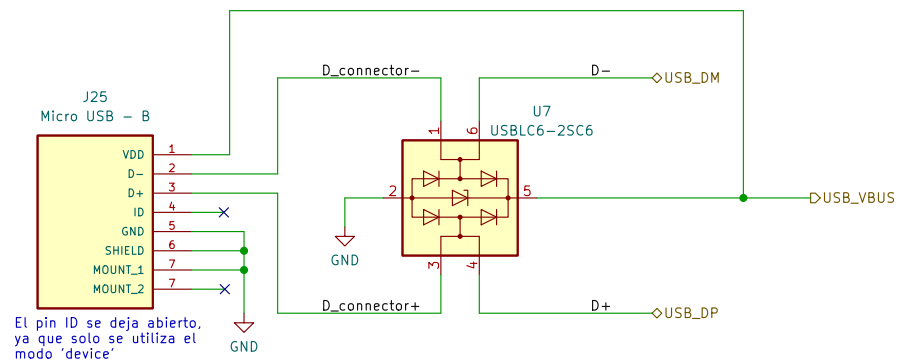 J25
Micro USB - B
VDD 1
D- 2
D+ 3
ID 4
GND 5
SHIELD 6
MOUNT_1 7
MOUNT_2 7
El pin ID se deja abierto,
ya que solo se utiliza el
modo 'device'
GND
D_connector-
D-
USB_DM
U7
USBLC6-2SC6
1
6
2
5
3
4
GND
USB_VBUS
D_connector+
D+
USB_DP